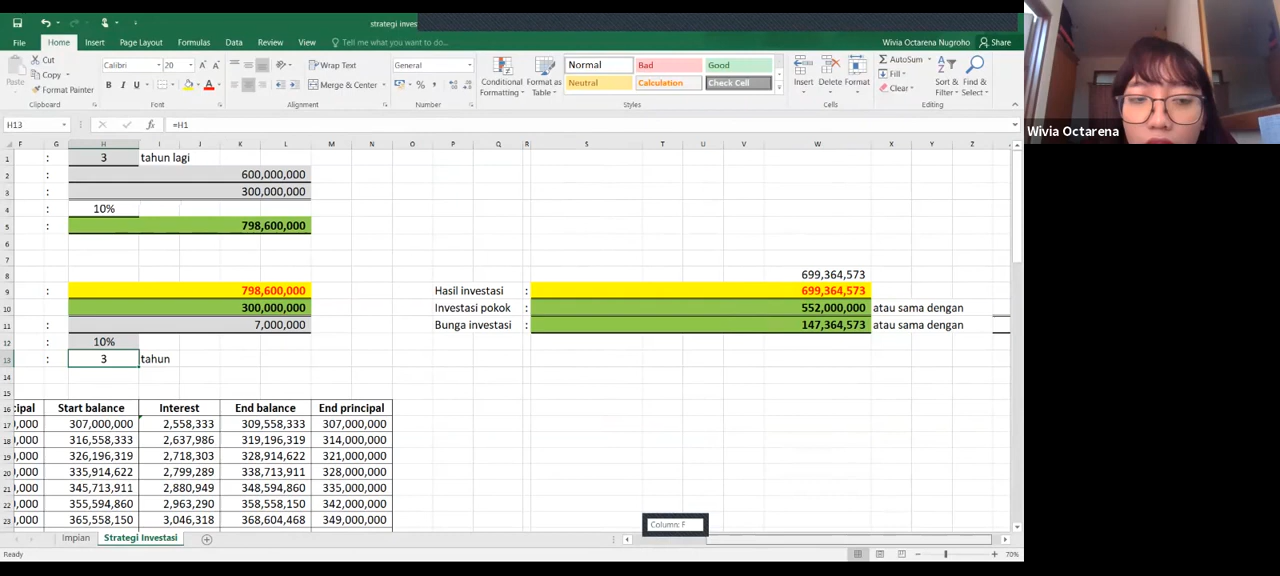 strategi inves
File Home Insert Page Layout Formulas Data Review View Tell me what you want to do... Wivia Octarena Nugroho Share
Paste Cut Copy Format Painter Clipboard
Calibri 20 B I U Font
Wrap Text Merge & Center Alignment
General % , Number
Conditional Formatting Format as Table
Normal Bad Good
Neutral Calculation Check Cell
Styles
Insert Delete Format Cells
AutoSum Fill Clear Sort & Filter Find & Select Editing
H13 fx =H1
F G H I J K L M N O P Q R S T U V W X Y Z
1 : 3 tahun lagi
2 : 600,000,000
3 : 300,000,000
4 : 10%
5 : 798,600,000
6
7
8 699,364,573
9 : 798,600,000 Hasil investasi : 699,364,573
10 300,000,000 Investasi pokok : 552,000,000 atau sama dengan
11 : 7,000,000 Bunga investasi : 147,364,573 atau sama dengan
12 : 10%
13 : 3 tahun
14
15
16 cipal Start balance Interest End balance End principal
17 0,000 307,000,000 2,558,333 309,558,333 307,000,000
18 0,000 316,558,333 2,637,986 319,196,319 314,000,000
19 0,000 326,196,319 2,718,303 328,914,622 321,000,000
20 0,000 335,914,622 2,799,289 338,713,911 328,000,000
21 0,000 345,713,911 2,880,949 348,594,860 335,000,000
22 0,000 355,594,860 2,963,290 358,558,150 342,000,000
23 0,000 365,558,150 3,046,318 368,604,468 349,000,000
Column: F
Impian Strategi Investasi
Ready 70%
Wivia Octarena